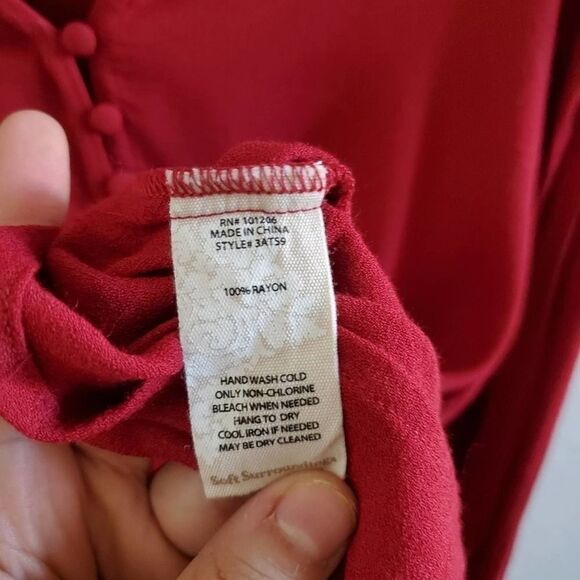 RN# 101206
MADE IN CHINA
STYLE# 3AT59
100% RAYON
HAND WASH COLD
ONLY NON-CHLORINE
BLEACH WHEN NEEDED
HANG TO DRY
COOL IRON IF NEEDED
MAY BE DRY CLEANED
Soft Surroundings